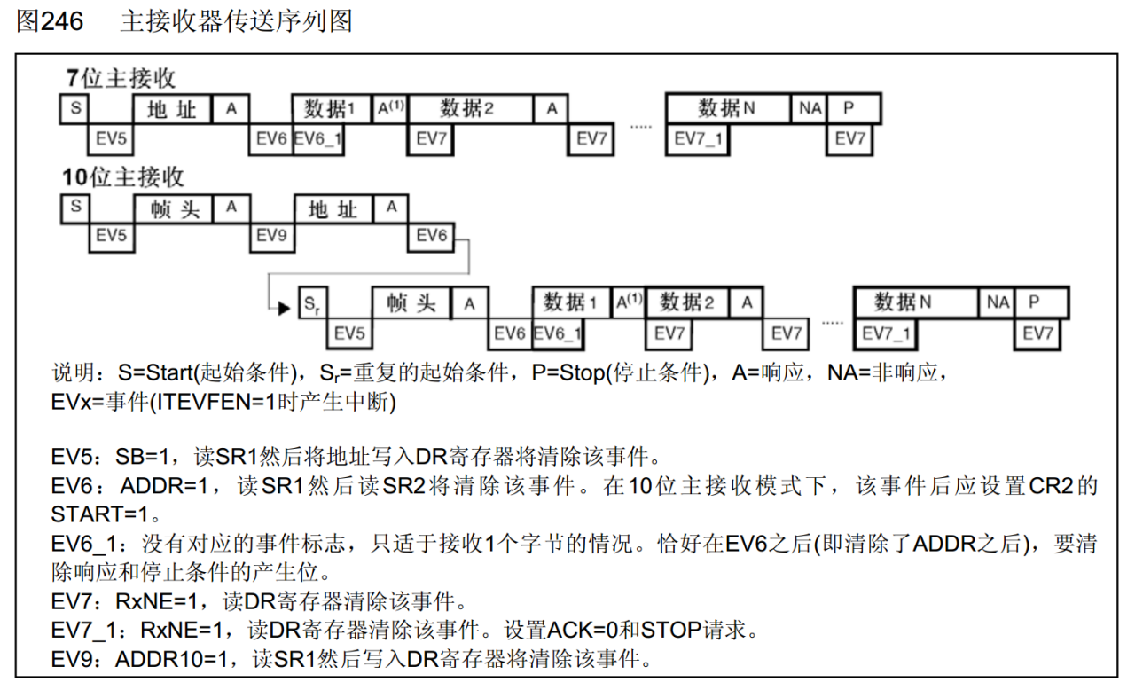 图246 主接收器传送序列图
7位主接收
S 地址 A 数据1 A(1) 数据2 A ..... 数据N NA P
EV5 EV6 EV6_1 EV7 EV7 EV7_1 EV7
10位主接收
S 帧头 A 地址 A
EV5 EV9 EV6
Sr 帧头 A 数据1 A(1) 数据2 A ..... 数据N NA P
EV5 EV6 EV6_1 EV7 EV7 EV7_1 EV7
说明：S=Start(起始条件)，Sr=重复的起始条件，P=Stop(停止条件)，A=响应，NA=非响应，
EVx=事件(ITEVFEN=1时产生中断)
EV5：SB=1，读SR1然后将地址写入DR寄存器将清除该事件。
EV6：ADDR=1，读SR1然后读SR2将清除该事件。在10位主接收模式下，该事件后应设置CR2的
START=1。
EV6_1：没有对应的事件标志，只适于接收1个字节的情况。恰好在EV6之后(即清除了ADDR之后)，要清
除响应和停止条件的产生位。
EV7：RxNE=1，读DR寄存器清除该事件。
EV7_1：RxNE=1，读DR寄存器清除该事件。设置ACK=0和STOP请求。
EV9：ADDR10=1，读SR1然后写入DR寄存器将清除该事件。